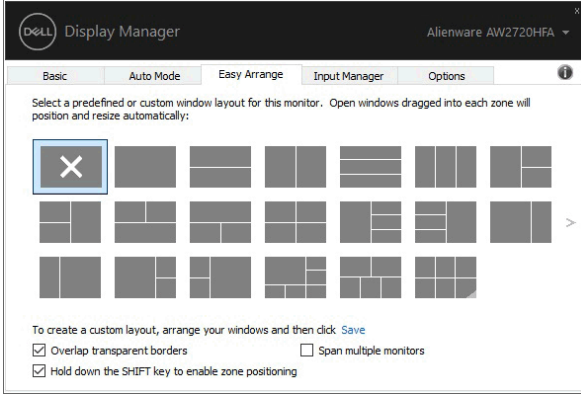 DELL Display Manager
Alienware AW2720HFA
Basic Auto Mode Easy Arrange Input Manager Options
Select a predefined or custom window layout for this monitor. Open windows dragged into each zone will
position and resize automatically:
To create a custom layout, arrange your windows and then click Save
Overlap transparent borders
Span multiple monitors
Hold down the SHIFT key to enable zone positioning